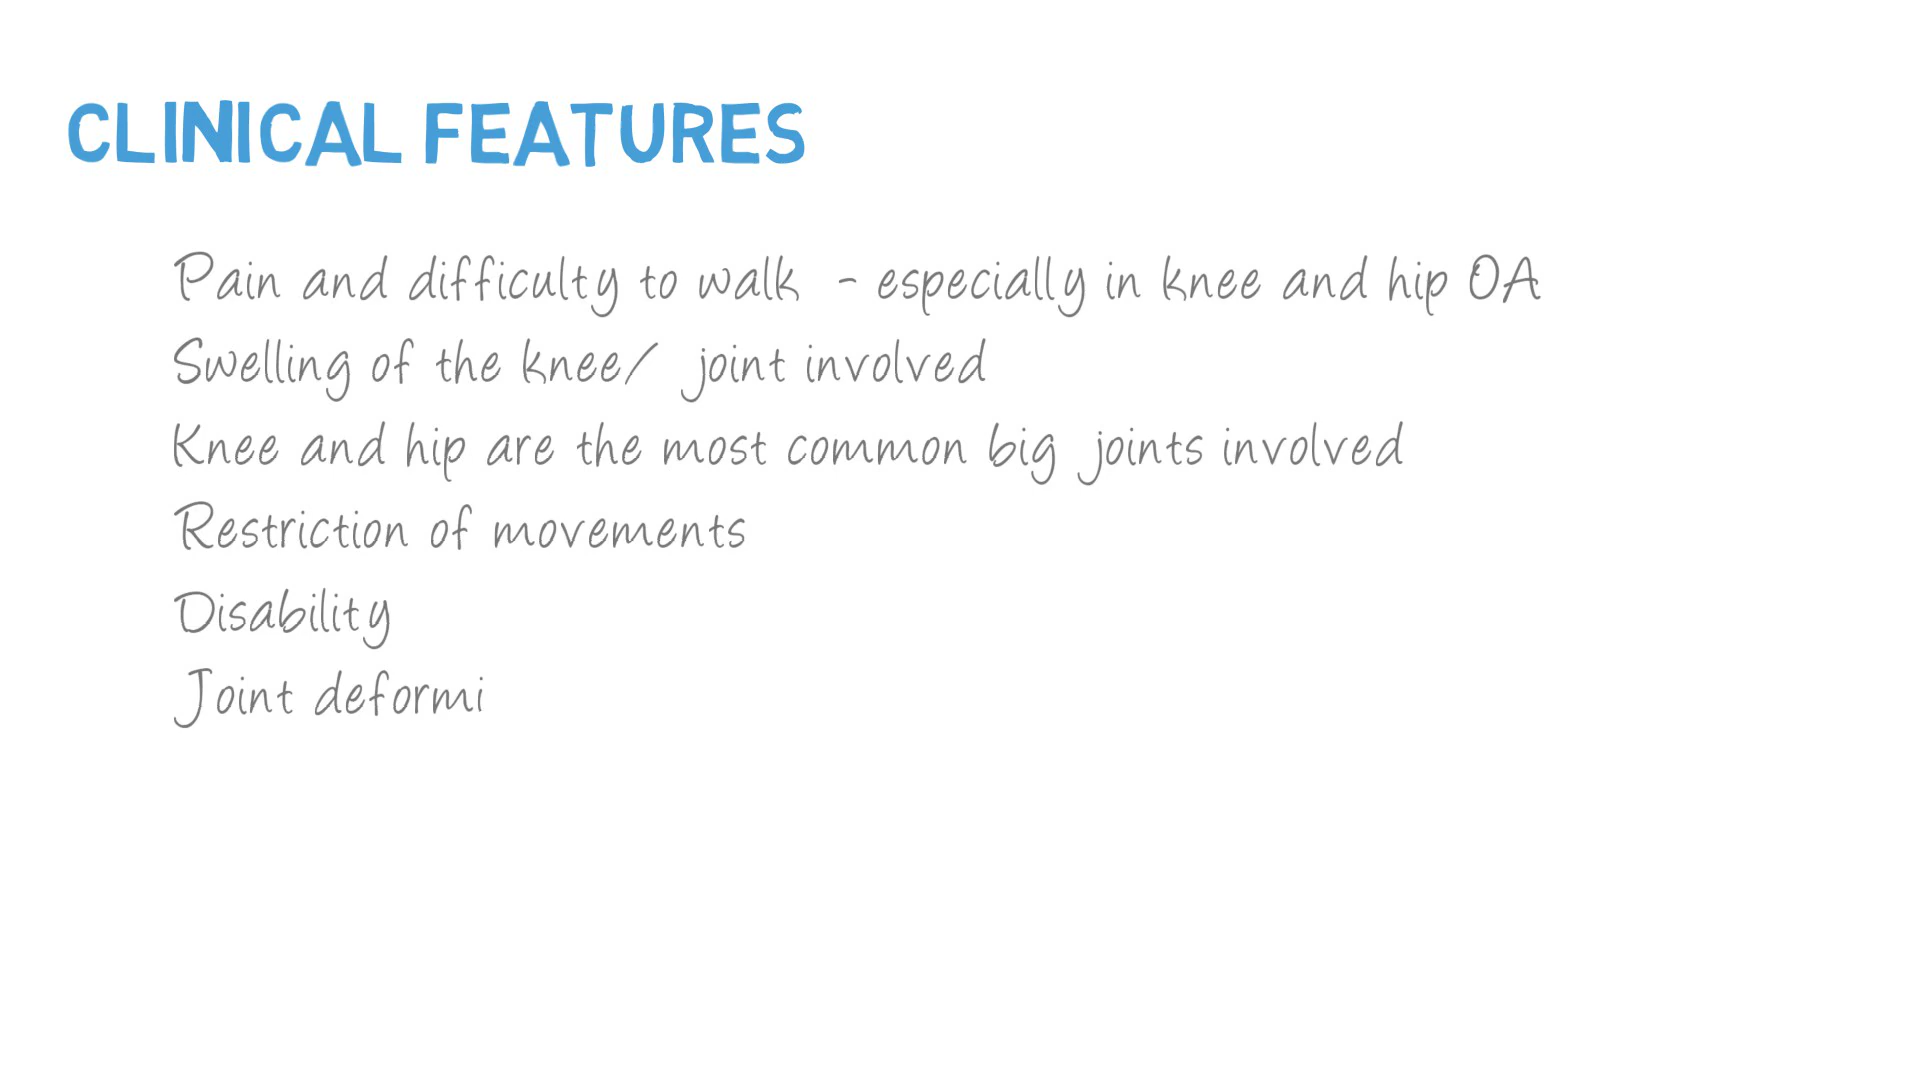 CLINICAL FEATURES
Pain and difficulty to walk - especially in knee and hip OA
Swelling of the knee/ joint involved
Knee and hip are the most common big joints involved
Restriction of movements
Disability
Joint deformi